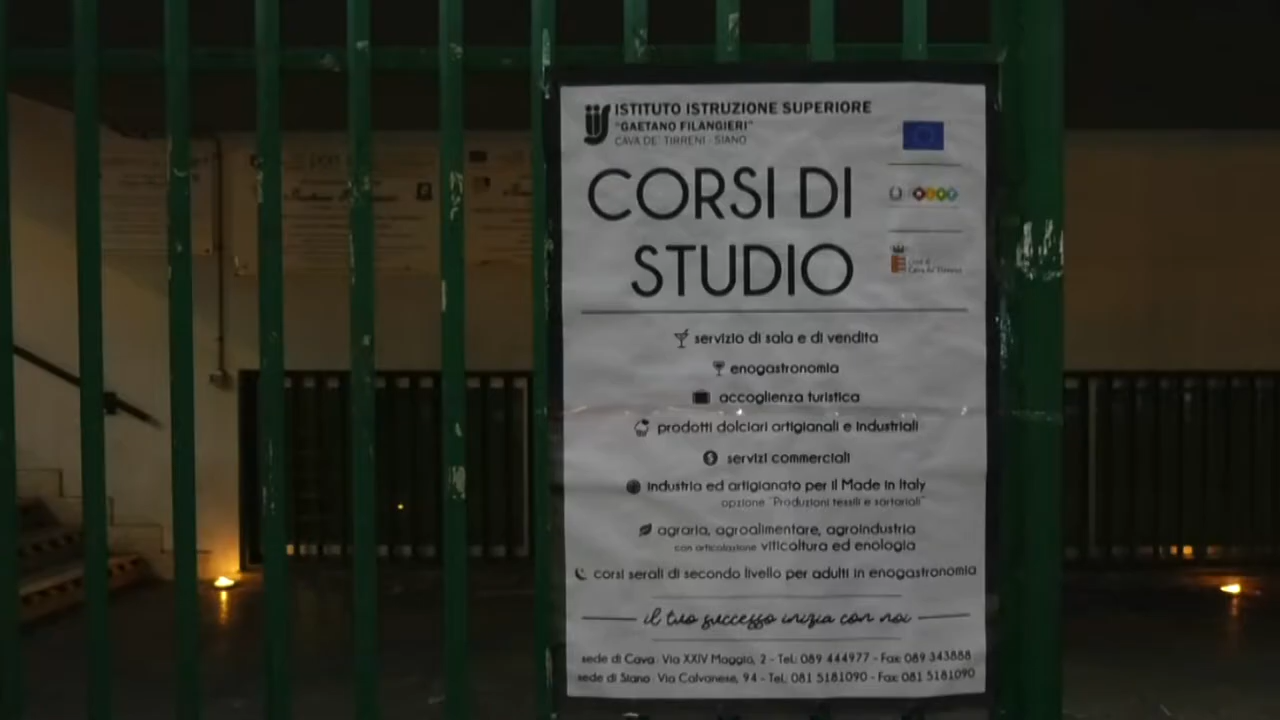 ISTITUTO ISTRUZIONE SUPERIORE
"GAETANO FILANGIERI"
CAVA DE' TIRRENI - SIANO
CORSI DI
STUDIO
servizio di sala e di vendita
enogastronomia
accoglienza turistica
prodotti dolciari artigianali e industriali
servizi commerciali
industria ed artigianato per il Made in Italy
opzione "Produzioni tessili e sartoriali"
agraria, agroalimentare, agroindustria
con articolazione viticoltura ed enologia
corsi serali di secondo livello per adulti in enogastronomia
il tuo successo inizia con noi
sede di Cava: Via XXIV Maggio, 2 - Tel: 089 444977 - Fax: 089 343888
sede di Siano: Via Calvanese, 94 - Tel: 081 5181090 - Fax: 081 5181090